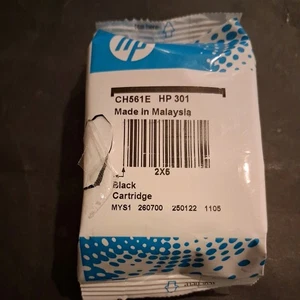 hp
CH561E HP 301
Made in Malaysia
2X5
Black
Cartridge
MYS1 260700 250122 1105